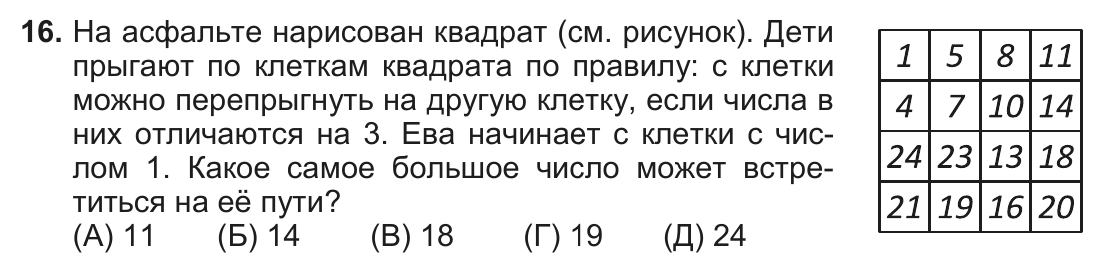 16. На асфальте нарисован квадрат (см. рисунок). Дети
прыгают по клеткам квадрата по правилу: с клетки
можно перепрыгнуть на другую клетку, если числа в
них отличаются на 3. Ева начинает с клетки с чис-
лом 1. Какое самое большое число может встре-
титься на её пути?
(А) 11 (Б) 14 (В) 18 (Г) 19 (Д) 24
1 5 8 11
4 7 10 14
24 23 13 18
21 19 16 20